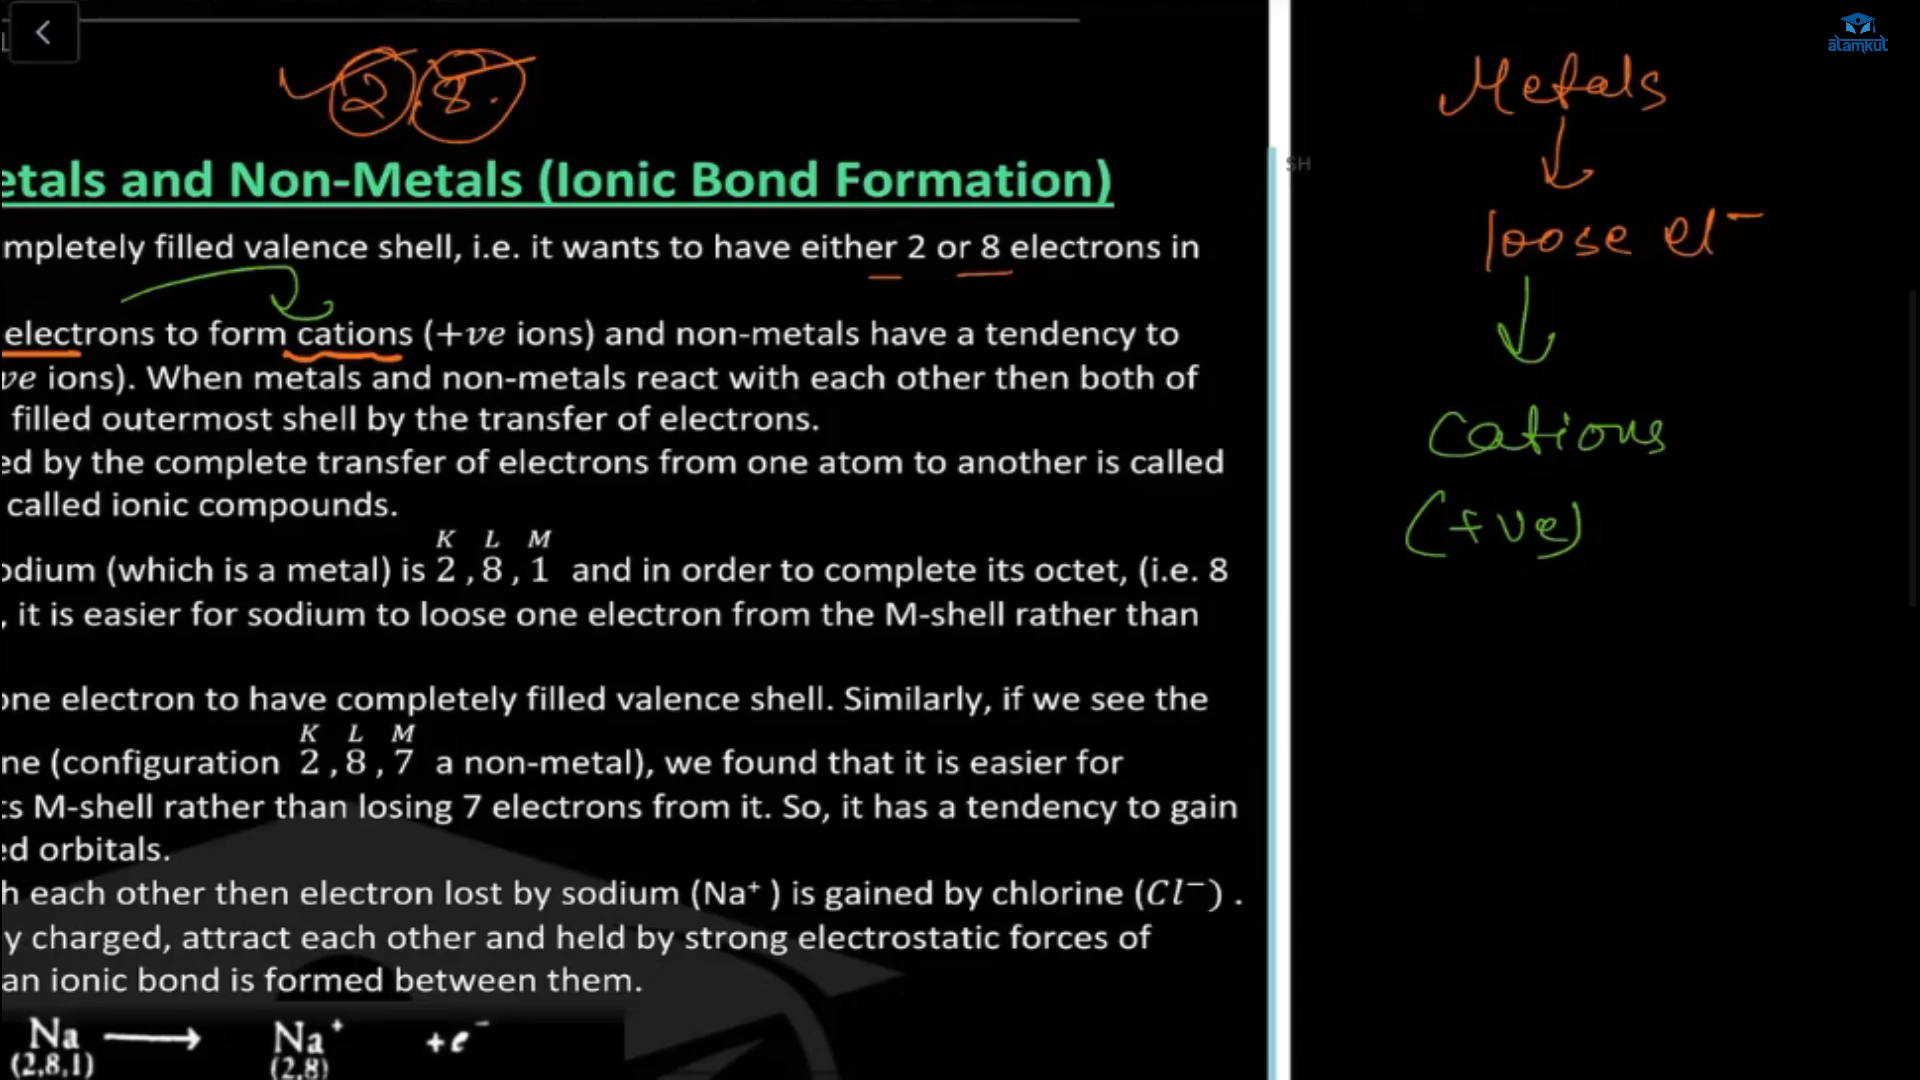 2 8.
etals and Non-Metals (Ionic Bond Formation)
mpletely filled valence shell, i.e. it wants to have either 2 or 8 electrons in
electrons to form cations (+ve ions) and non-metals have a tendency to
ve ions). When metals and non-metals react with each other then both of
filled outermost shell by the transfer of electrons.
ed by the complete transfer of electrons from one atom to another is called
called ionic compounds.
K L M
odium (which is a metal) is 2 , 8 , 1 and in order to complete its octet, (i.e. 8
, it is easier for sodium to loose one electron from the M-shell rather than
one electron to have completely filled valence shell. Similarly, if we see the
K L M
ne (configuration 2 , 8 , 7 a non-metal), we found that it is easier for
ts M-shell rather than losing 7 electrons from it. So, it has a tendency to gain
ed orbitals.
h each other then electron lost by sodium (Na⁺ ) is gained by chlorine (Cl⁻) .
y charged, attract each other and held by strong electrostatic forces of
an ionic bond is formed between them.
Na ⟶ Na⁺ +e⁻
(2,8,1) (2,8)
SH
Metals
loose el⁻
Cations
(+ve)
alamkut